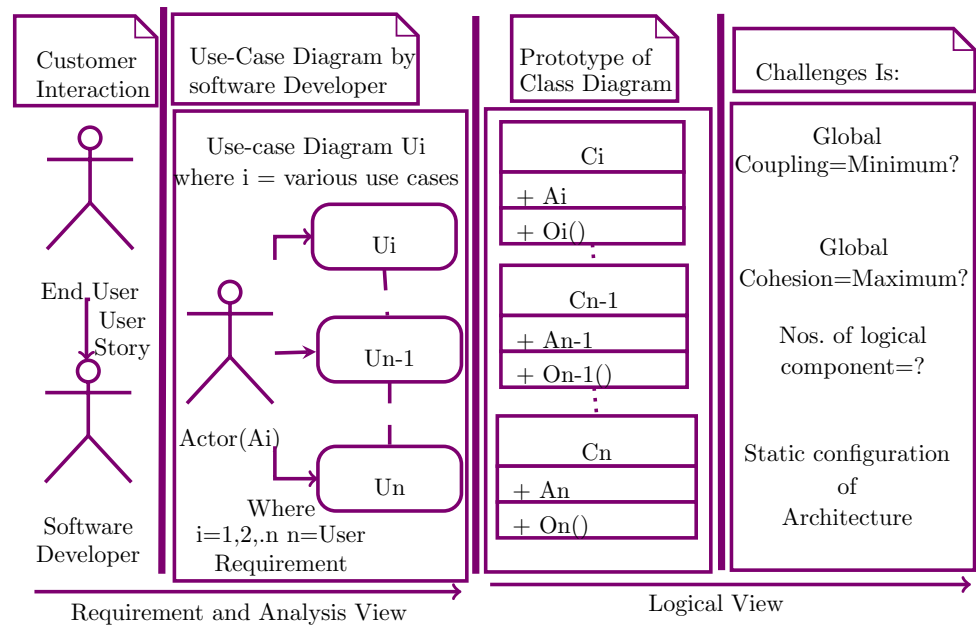 Customer
Interaction
End User
User
Story
Software
Developer
Use-Case Diagram by
software Developer
Use-case Diagram Ui
where i = various use cases
Ui
Un-1
Actor(Ai)
Un
Where
i=1,2,.n n=User
Requirement
Prototype of
Class Diagram
Ci
+ Ai
+ Oi()
Cn-1
+ An-1
+ On-1()
Cn
+ An
+ On()
Challenges Is:
Global
Coupling=Minimum?
Global
Cohesion=Maximum?
Nos. of logical
component=?
Static configuration
of
Architecture
Requirement and Analysis View
Logical View